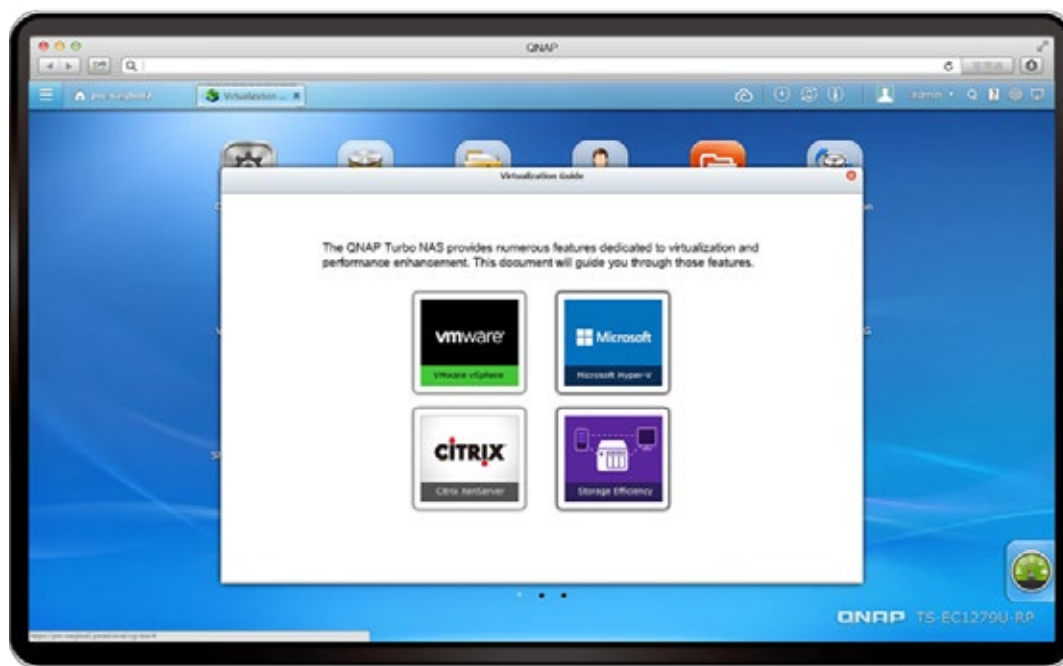 QNAP
Virtualization ...
admin
Virtualization Guide
The QNAP Turbo NAS provides numerous features dedicated to virtualization and
performance enhancement. This document will guide you through those features.
vmware
VMware vSphere
Microsoft
Microsoft Hyper-V
CITRIX
Citrix XenServer
Storage Efficiency
QNAP TS-EC1279U-RP